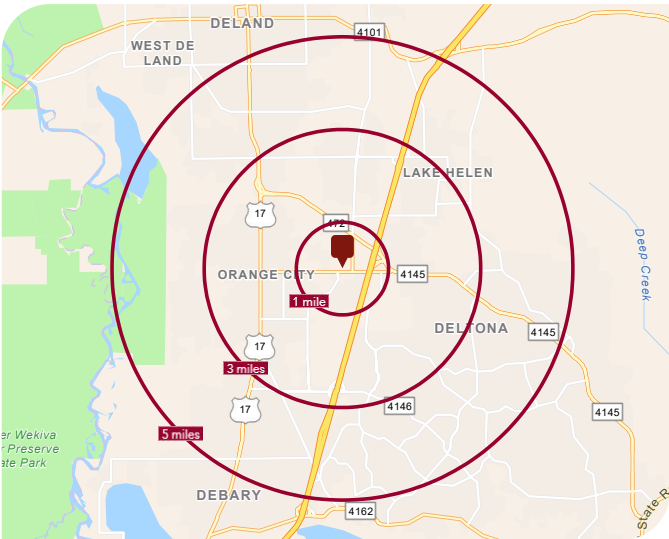 DELAND
4101
WEST DE
LAND
LAKE HELEN
17
472
ORANGE CITY
4145
Deep Creek
1 mile
DELTONA
4145
17
3 miles
4146
17
4145
5 miles
er Wekiva
r Preserve
ate Park
DEBARY
4162
State R